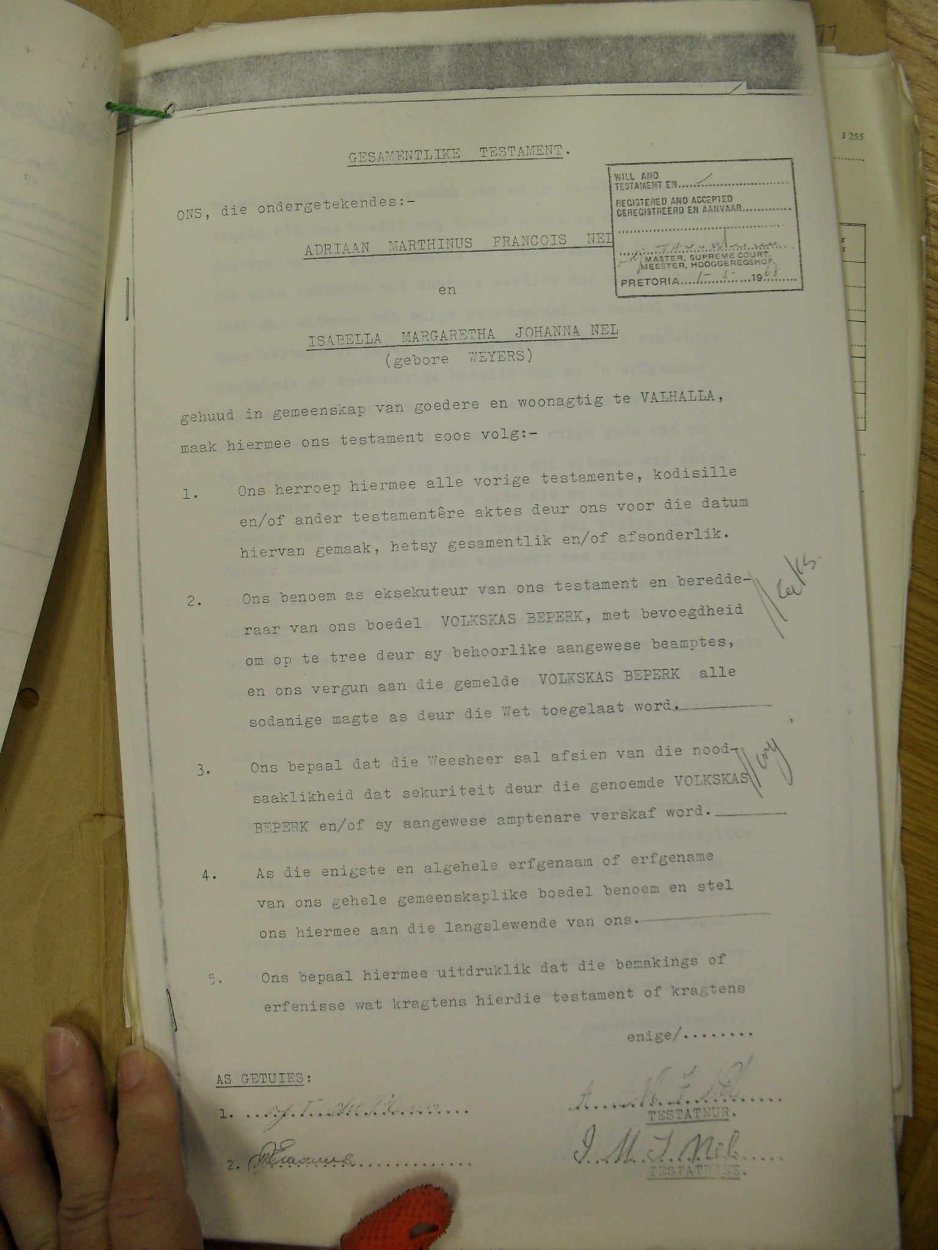 J 255
GESAMENTLIKE TESTAMENT.
WILL AND
TESTAMENT EN.........
REGISTERED AND ACCEPTED
GEREGISTREERD EN AANVAAR............
MASTER, SUPREME COURT.
MEESTER, HOOGGEREGSHOF.
PRETORIA............19
ONS, die ondergetekendes:-
ADRIAAN MARTHINUS FRANCOIS NEL
en
ISABELLA MARGARETHA JOHANNA NEL
(gebore WEYERS)
gehuud in gemeenskap van goedere en woonagtig te VALHALLA,
maak hiermee ons testament soos volg:-
1. Ons herroep hiermee alle vorige testamente, kodisille
en/of ander testamentêre aktes deur ons voor die datum
hiervan gemaak, hetsy gesamentlik en/of afsonderlik.
2. Ons benoem as eksekuteur van ons testament en beredde-
raar van ons boedel VOLKSKAS BEPERK, met bevoegdheid
om op te tree deur sy behoorlike aangewese beamptes,
en ons vergun aan die gemelde VOLKSKAS BEPERK alle
sodanige magte as deur die Wet toegelaat word.
3. Ons bepaal dat die Weesheer sal afsien van die nood-
saaklikheid dat sekuriteit deur die genoemde VOLKSKAS
BEPERK en/of sy aangewese amptenare verskaf word.
4. As die enigste en algehele erfgenaam of erfgename
van ons gehele gemeenskaplike boedel benoem en stel
ons hiermee aan die langslewende van ons.
5. Ons bepaal hiermee uitdruklik dat die bemakings of
erfenisse wat kragtens hierdie testament of kragtens
enige/........
AS GETUIES:
1.
A. M. F. Nel
TESTATEUR.
2.
I. M. J. Nel
TESTATRISE.